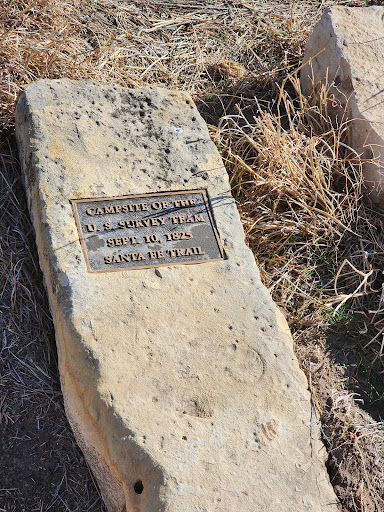 CAMPSITE OF THE
U. S. SURVEY TEAM
SEPT. 10, 1825
SANTA FE TRAIL